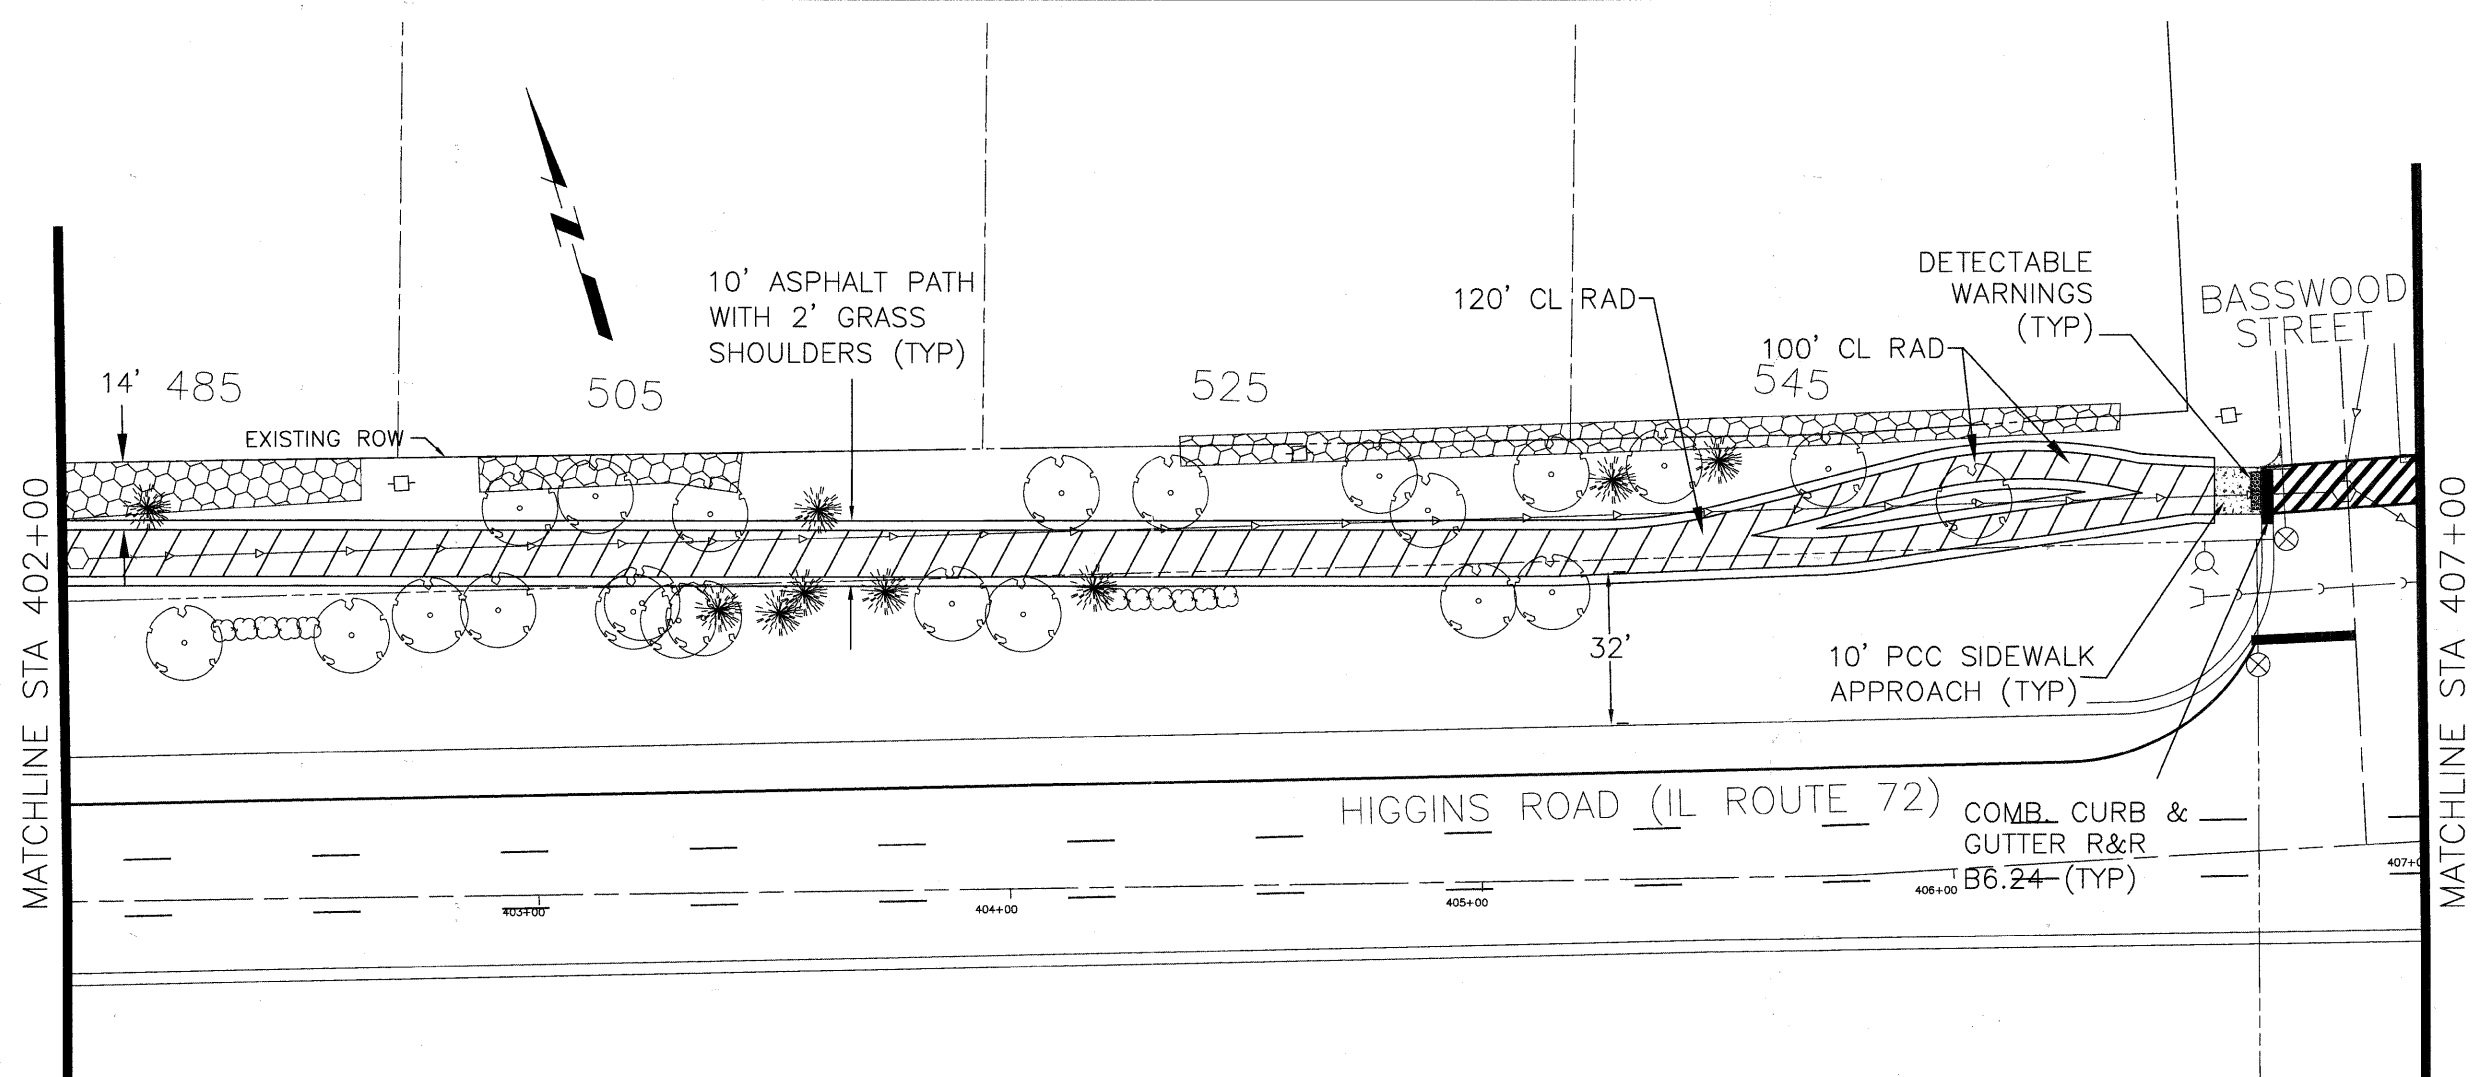 MATCHLINE STA 402+00
14' 485
EXISTING ROW
505
10' ASPHALT PATH
WITH 2' GRASS
SHOULDERS (TYP)
525
120' CL RAD
100' CL RAD
545
DETECTABLE
WARNINGS
(TYP)
BASSWOOD
STREET
32'
10' PCC SIDEWALK
APPROACH (TYP)
HIGGINS ROAD (IL ROUTE 72)
COMB. CURB &
GUTTER R&R
B6.24 (TYP)
403+00
404+00
405+00
406+00
407+0
MATCHLINE STA 407+00
N